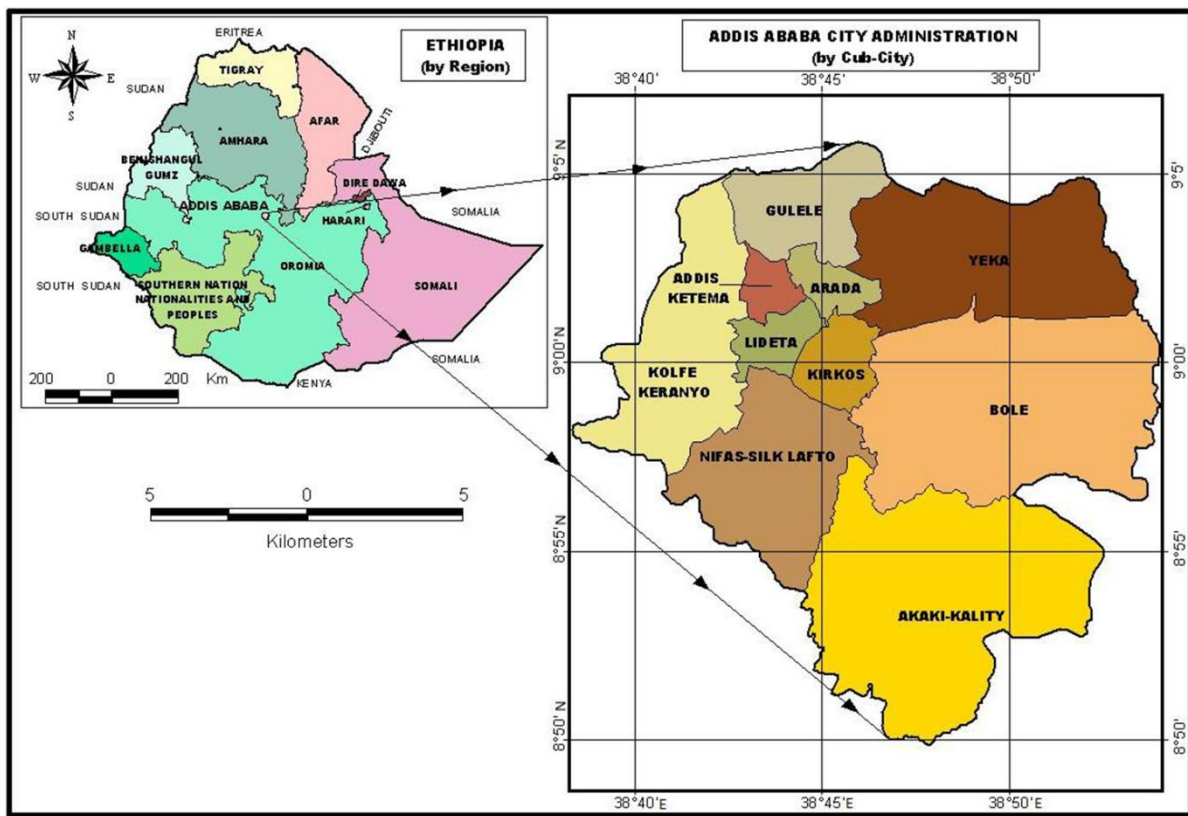 ERITREA
ETHIOPIA
(by Region)
N
W
E
S
TIGRAY
SUDAN
AFAR
AMHARA
DJIBOUTI
BENISHANGUL
GUMZ
DIRE DAWA
SUDAN
ADDIS ABABA
SOMALIA
SOUTH SUDAN
HARARI
GAMBELLA
OROMIA
SOUTH SUDAN
SOUTHERN NATION
NATIONALITIES AND
PEOPLES
SOMALI
SOMALIA
KENYA
200
0
200
Km
5
0
5
Kilometers
ADDIS ABABA CITY ADMINISTRATION
(by Cub-City)
38°40'
38°45'E
38°50'
9°5'
9°5'
GULELE
YEKA
ADDIS
KETEMA
ARADA
LIDETA
9°00' N
9°00' N
KOLFE
KERANYO
KIRKOS
BOLE
NIFAS-SILK LAFTO
8°55'
8°55'
AKAKI-KALITY
8°50' N
8°50' N
38°40'E
38°45'E
38°50'E